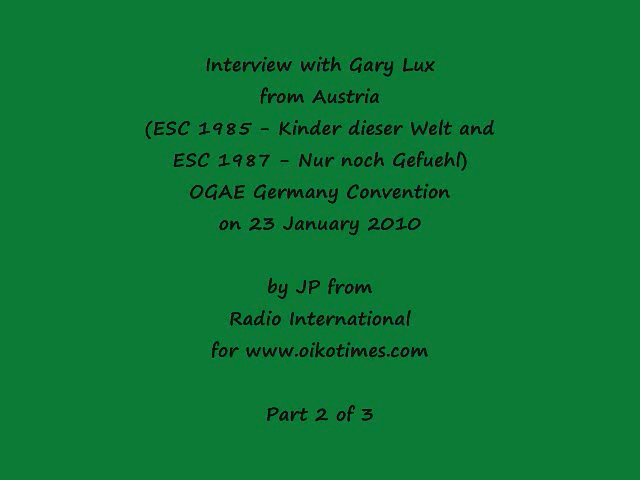 Interview with Gary Lux
from Austria
(ESC 1985 - Kinder dieser Welt and
ESC 1987 - Nur noch Gefuehl)
OGAE Germany Convention
on 23 January 2010
by JP from
Radio International
for www.oikotimes.com
Part 2 of 3